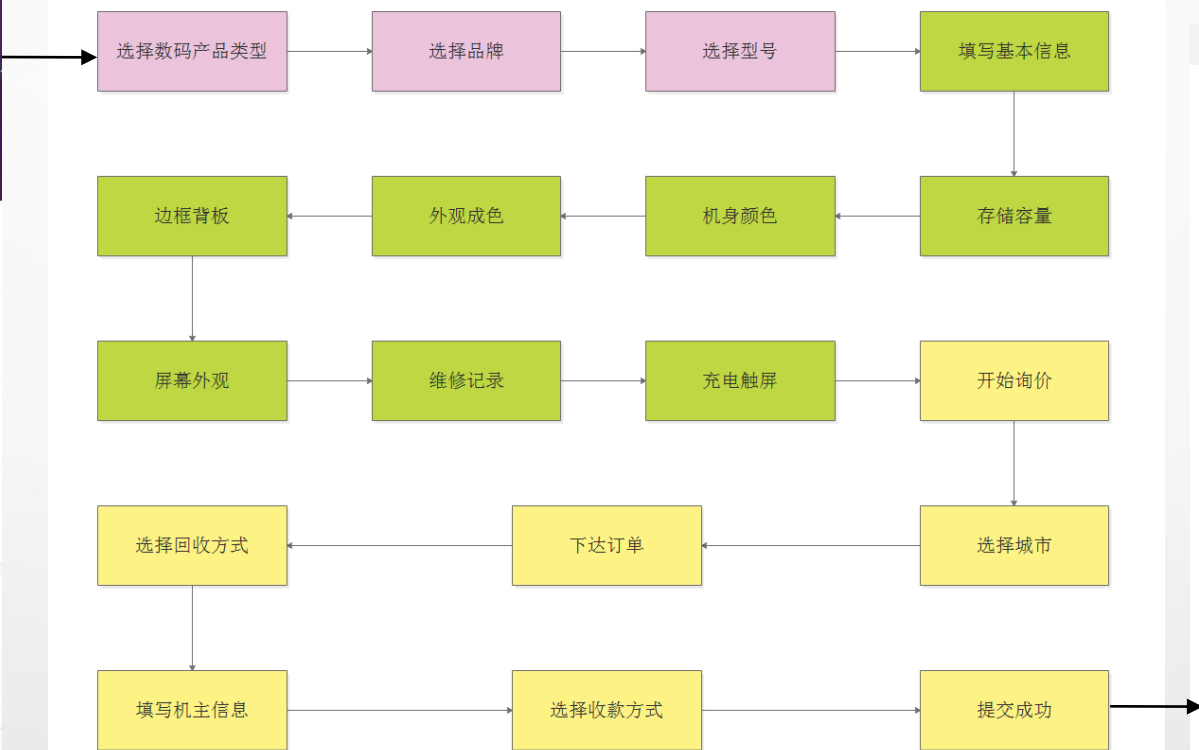 选择数码产品类型
选择品牌
选择型号
填写基本信息
边框背板
外观成色
机身颜色
存储容量
屏幕外观
维修记录
充电触屏
开始询价
选择回收方式
下达订单
选择城市
填写机主信息
选择收款方式
提交成功